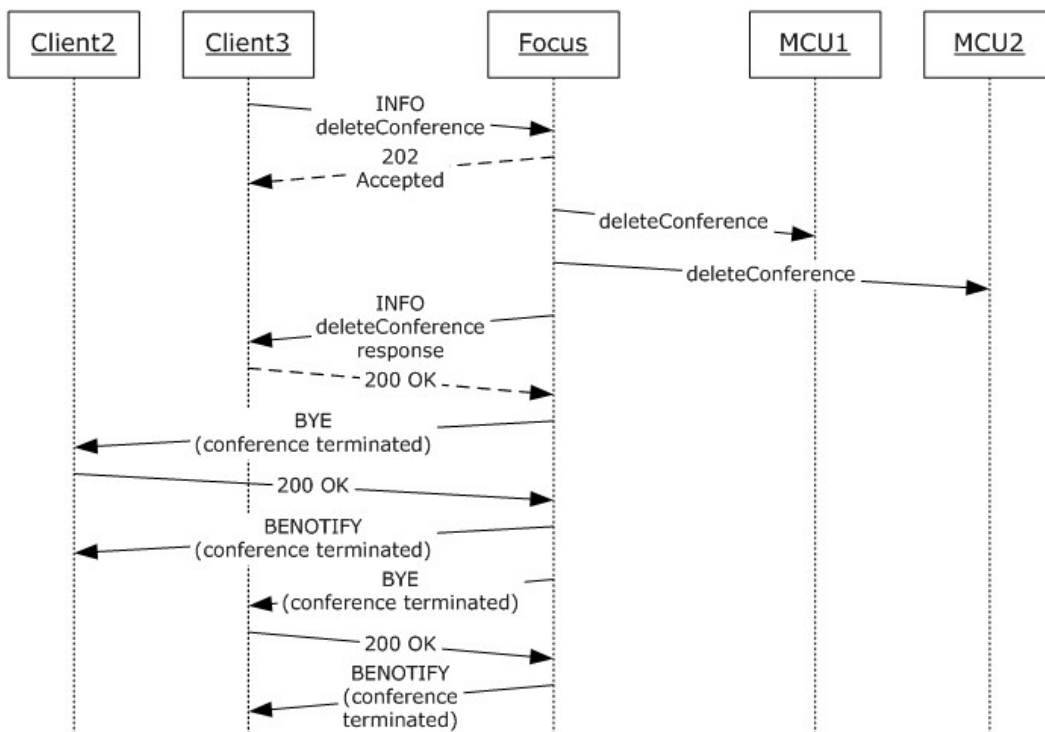 Client2
Client3
Focus
MCU1
MCU2
INFO
deleteConference
202
Accepted
deleteConference
deleteConference
INFO
deleteConference
response
200 OK
BYE
(conference terminated)
200 OK
BENOTIFY
(conference terminated)
BYE
(conference terminated)
200 OK
BENOTIFY
(conference
terminated)